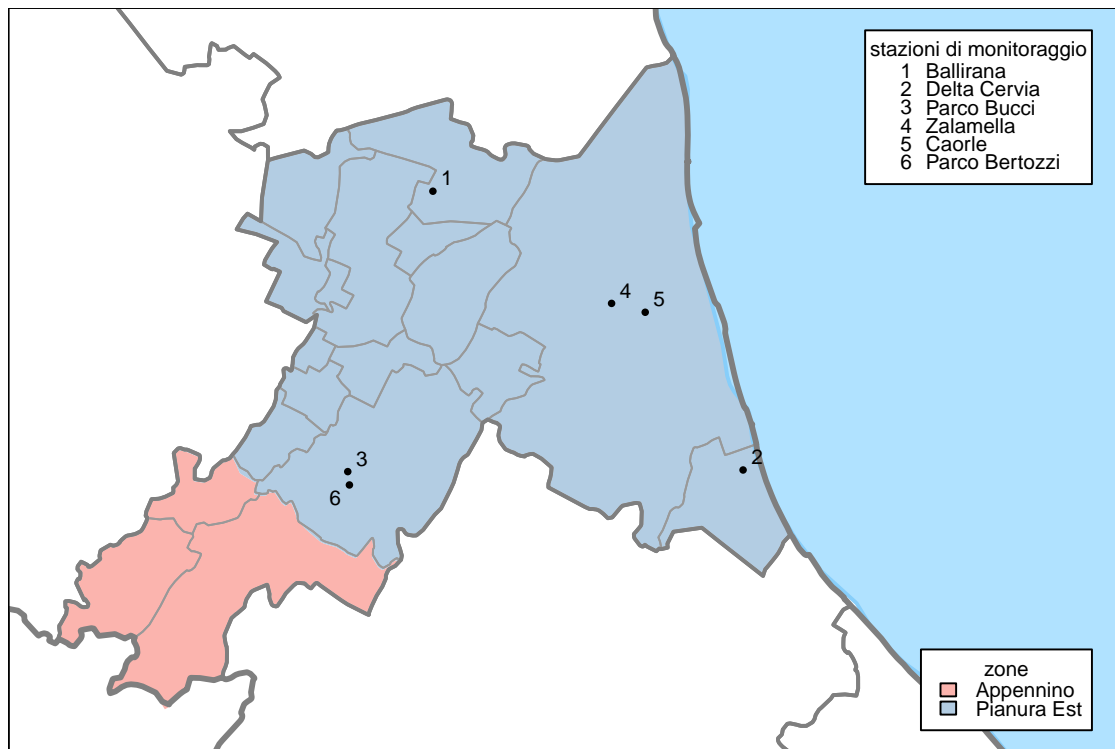 stazioni di monitoraggio
1 Ballirana
2 Delta Cervia
3 Parco Bucci
4 Zalamella
5 Caorle
6 Parco Bertozzi
1
4
5
2
3
6
zone
Appennino
Pianura Est